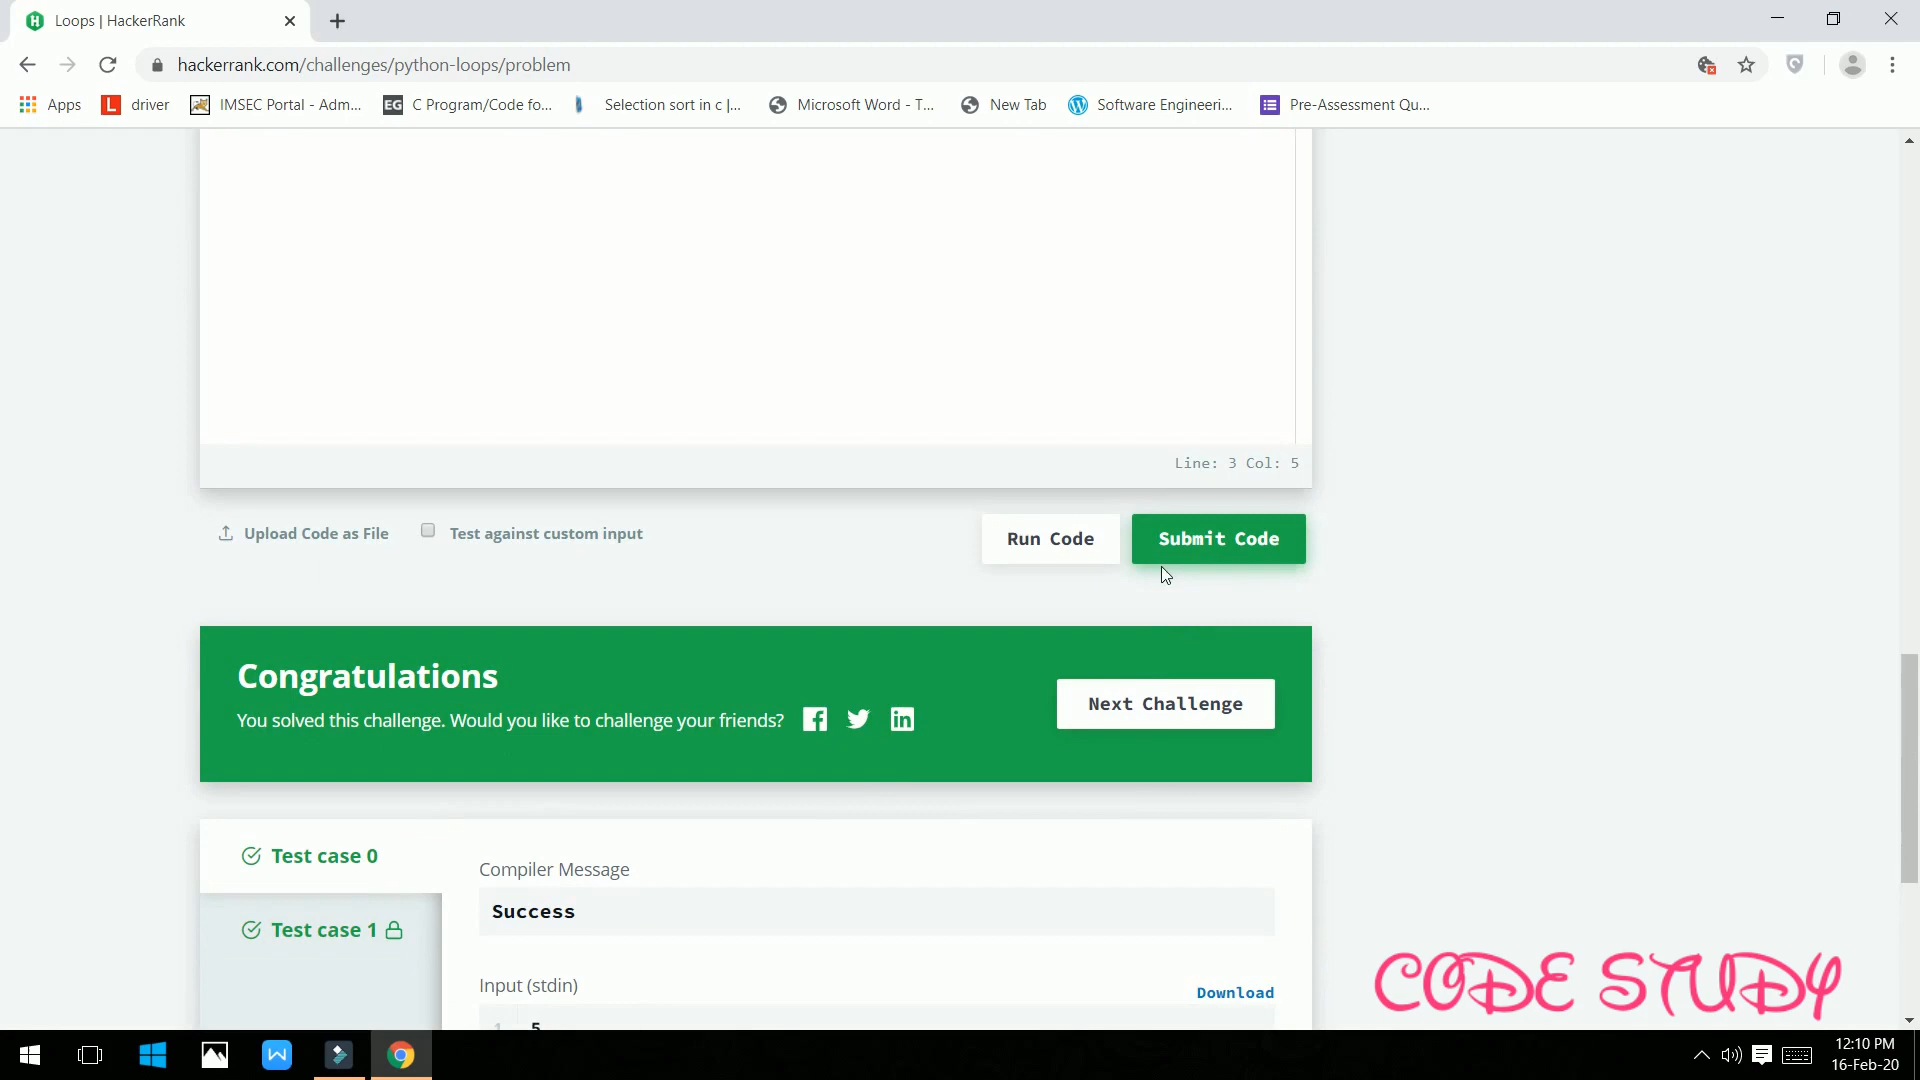 Loops | HackerRank
hackerrank.com/challenges/python-loops/problem
Apps
L driver
IMSEC Portal - Adm...
EG C Program/Code fo...
Selection sort in c |...
Microsoft Word - T...
New Tab
Software Engineeri...
Pre-Assessment Qu...
Line: 3 Col: 5
Upload Code as File
Test against custom input
Run Code
Submit Code
Congratulations
You solved this challenge. Would you like to challenge your friends?
Next Challenge
Test case 0
Test case 1
Compiler Message
Success
Input (stdin)
Download
1 5
CODE STUDY
12:10 PM
16-Feb-20